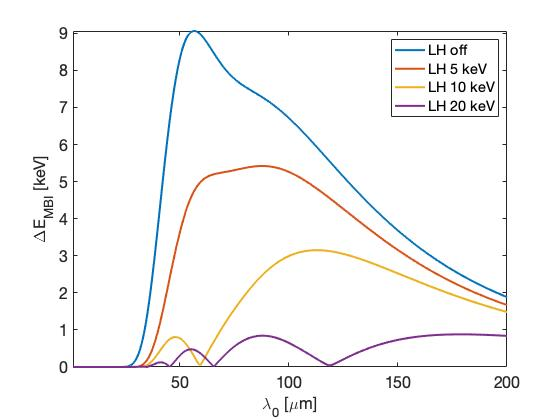 9
8
7
6
5
4
3
2
1
0
ΔE_MBI [keV]
50
100
150
200
λ_0 [μm]
LH off
LH 5 keV
LH 10 keV
LH 20 keV